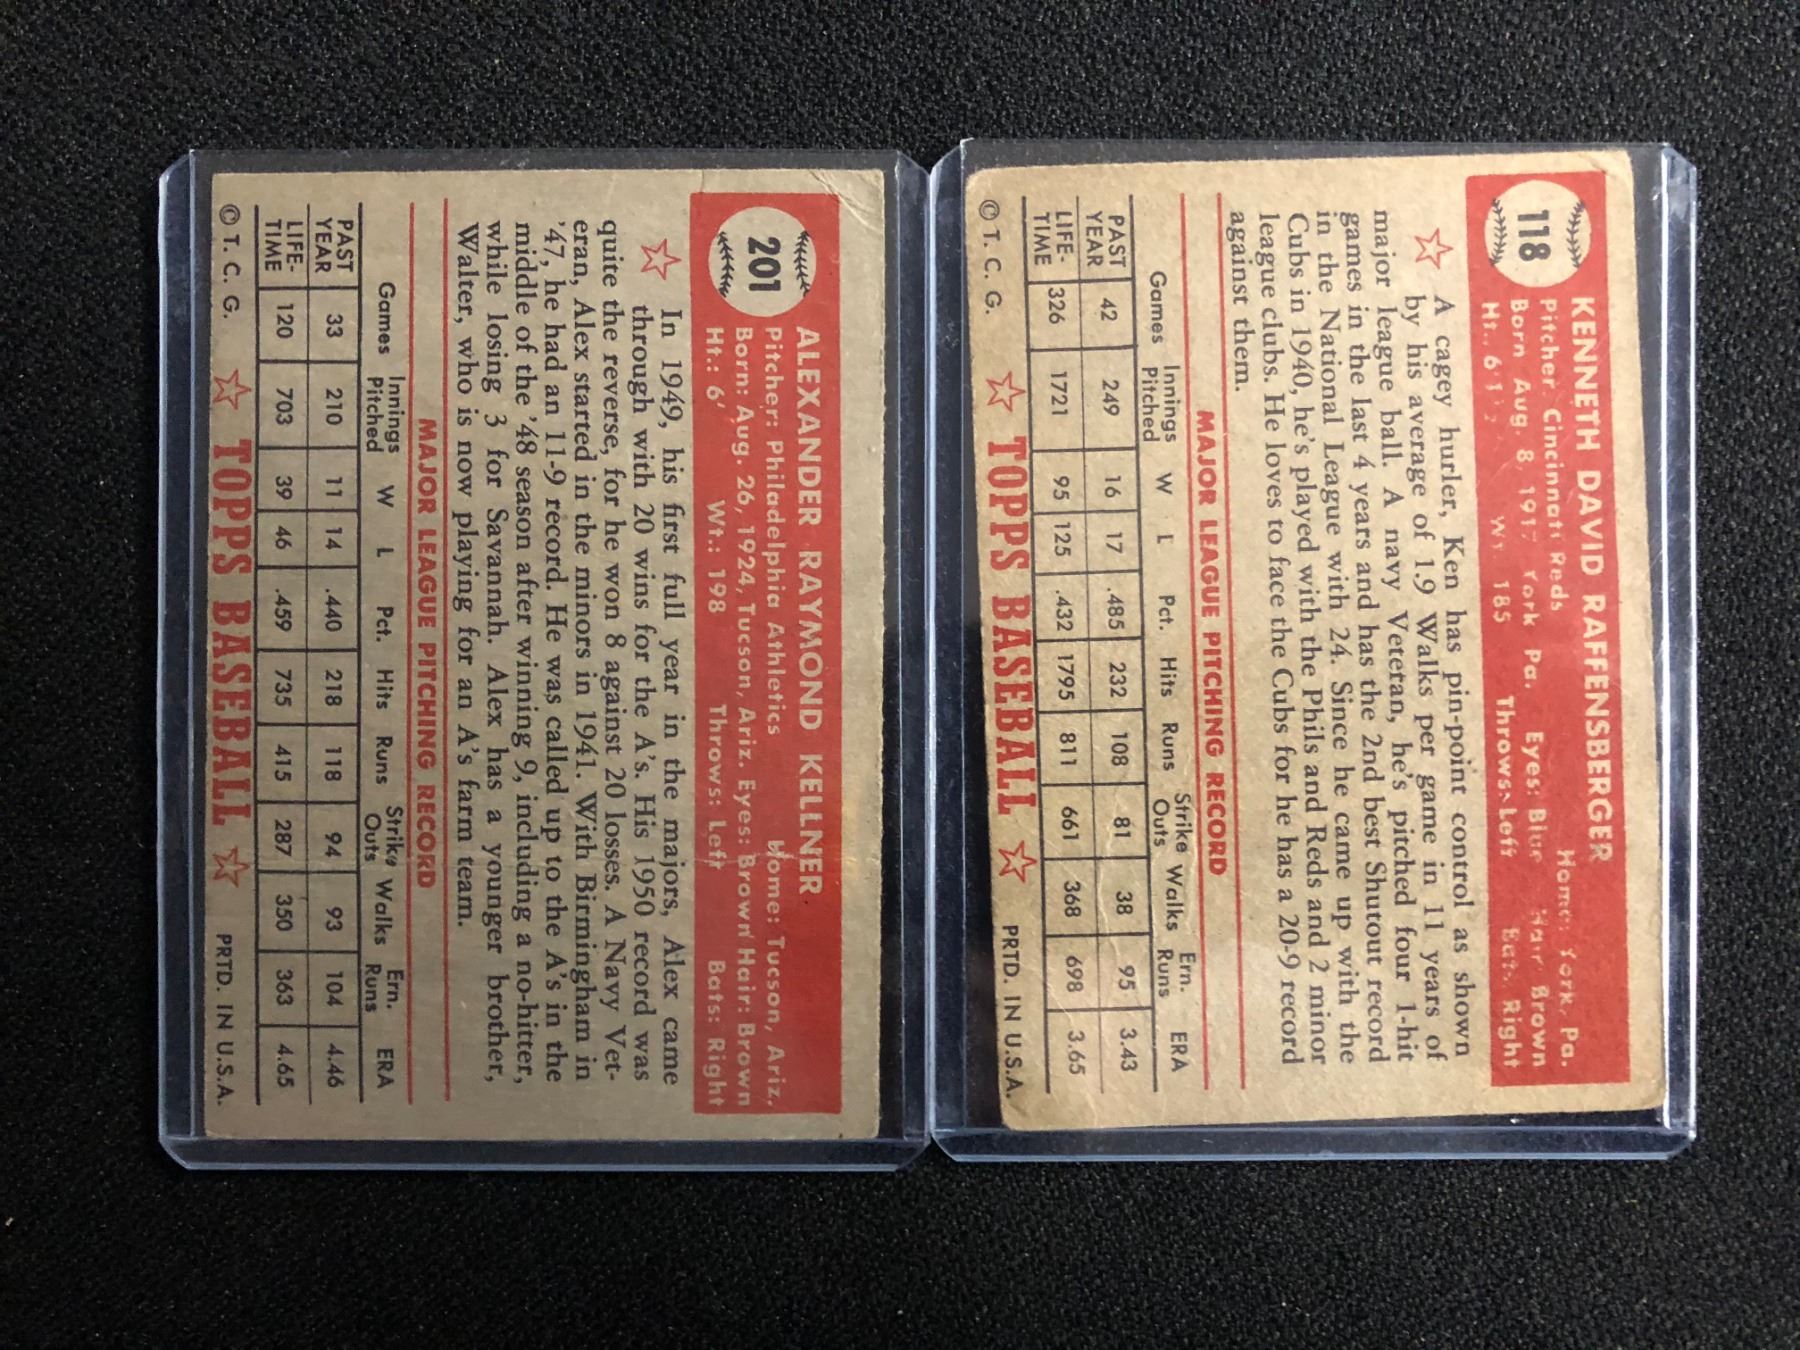 118
KENNETH DAVID RAFFENSBERGER
Pitcher: Cincinnati Reds Home: York, Pa.
Born Aug. 8, 1917 York Pa. Eyes: Blue Hair Brown
Ht.. 6'1½ Wt 185 Throws: Left Bats. Right
A cagey hurler, Ken has pin-point control as shown
by his average of 1.9 Walks per game in 11 years of
major league ball. A navy Veteran, he's pitched four 1-hit
games in the last 4 years and has the 2nd best Shutout record
in the National League with 24. Since he came up with the
Cubs in 1940, he's played with the Phils and Reds and 2 minor
league clubs. He loves to face the Cubs for he has a 20-9 record
against them.
MAJOR LEAGUE PITCHING RECORD
Games Innings Pitched W L Pct. Hits Runs Strike Outs Walks Ern. Runs ERA
PAST YEAR 42 249 16 17 .485 232 108 81 38 95 3.43
LIFE- TIME 326 1721 95 125 .432 1795 811 661 368 698 3.65
© T. C. G. TOPPS BASEBALL PRTD. IN U.S.A.
201
ALEXANDER RAYMOND KELLNER
Pitcher: Philadelphia Athletics Home: Tucson, Ariz.
Born: Aug. 26, 1924, Tucson, Ariz. Eyes: Brown Hair: Brown
Ht.: 6' Wt.: 198 Throws: Left Bats: Right
In 1949, his first full year in the majors, Alex came
through with 20 wins for the A's. His 1950 record was
quite the reverse, for he won 8 against 20 losses. A Navy Vet-
eran, Alex started in the minors in 1941. With Birmingham in
'47, he had an 11-9 record. He was called up to the A's in the
middle of the '48 season after winning 9, including a no-hitter,
while losing 3 for Savannah. Alex has a younger brother,
Walter, who is now playing for an A's farm team.
MAJOR LEAGUE PITCHING RECORD
Games Innings Pitched W L Pct. Hits Runs Strike Outs Walks Ern. Runs ERA
PAST YEAR 33 210 11 14 .440 218 118 94 93 104 4.46
LIFE- TIME 120 703 39 46 .459 735 415 287 350 363 4.65
© T. C. G. TOPPS BASEBALL PRTD. IN U.S.A.